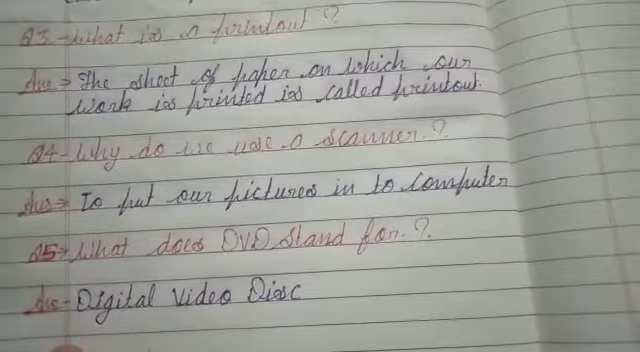 Q3- What is a printout?
Ans → The sheet of paper on which our
work is printed is called printout.
Q4- Why do we use a scanner.?
Ans → To put our pictures in to computer
Q5→ What does DVD stand for.?
Ans- Digital Video Disc